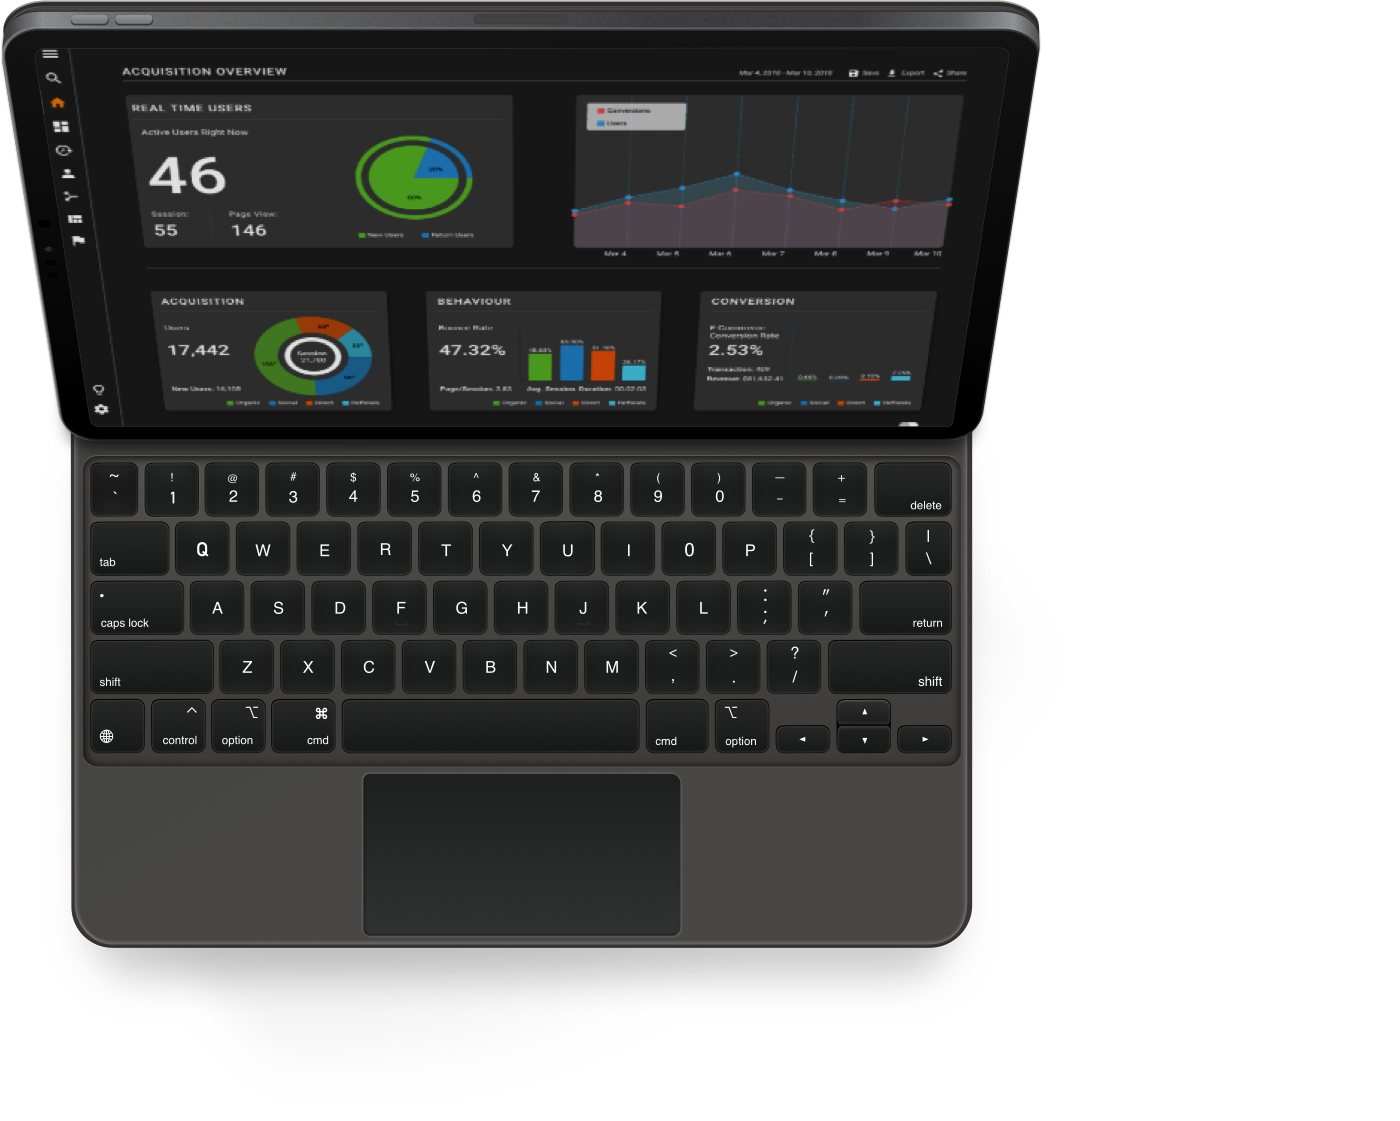 ACQUISITION OVERVIEW
Mar 4, 2019 - Mar 10, 2019
Save
Export
Share
REAL TIME USERS
Active Users Right Now
46
Session:
55
Page View:
146
New Users
Return Users
Conversions
Users
Mar 4
Mar 5
Mar 6
Mar 7
Mar 8
Mar 9
Mar 10
ACQUISITION
Users
17,442
Session
New Users:
Organic
Social
Direct
Referrals
BEHAVIOUR
Bounce Rate
47.32%
Page/Session: 3.83
Avg. Session Duration: 00:02:03
Organic
Social
Direct
Referrals
CONVERSION
E-Commerce
Conversion Rate
2.53%
Transaction:
Revenue:
Organic
Social
Direct
Referrals
~ ! @ # $ % ^ & * ( ) — +
` 1 2 3 4 5 6 7 8 9 0 - =
delete
tab Q W E R T Y U I O P { [ } ] | \
caps lock A S D F G H J K L : ; " ' return
shift Z X C V B N M < , > . ? / shift
control option ⌘ cmd cmd option